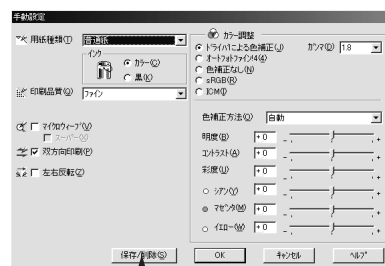 手動設定
用紙種類(T) 普通紙
インク
カラー(O)
黒(K)
印刷品質(Q) ファイン
マイクロウィーブ(V)
スーパー(X)
双方向印刷(P)
左右反転(Z)
カラー調整
ドライバによる色補正(J) ガンマ(D) 1.8
オートフォトファイン!4(4)
色補正なし(N)
sRGB(R)
ICM(I)
色補正方法(C) 自動
明度(B) +0 - +
コントラスト(A) +0 - +
彩度(U) +0 - +
シアン(Y) +0 - +
マゼンタ(M) +0 - +
イエロー(W) +0 - +
保存/削除(S) OK キャンセル ヘルプ